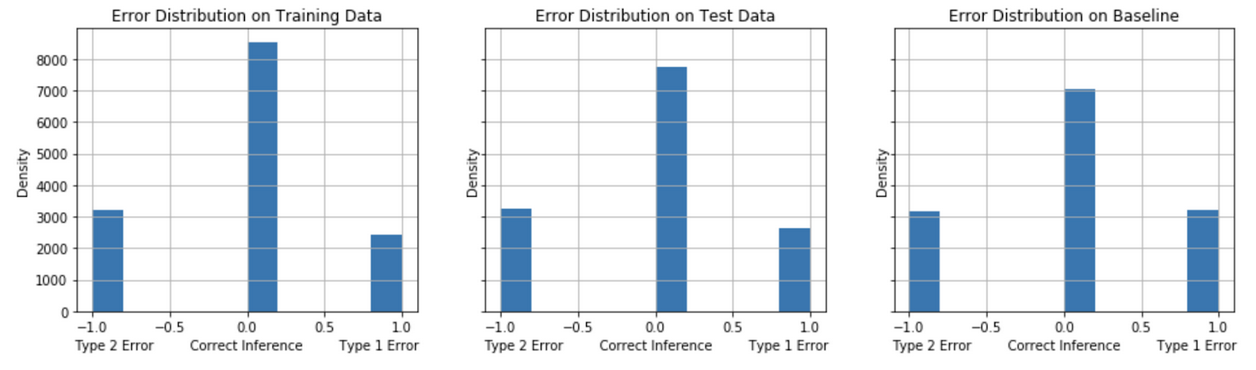 Error Distribution on Training Data
Density
8000
7000
6000
5000
4000
3000
2000
1000
0
−1.0 −0.5 0.0 0.5 1.0
Type 2 Error Correct Inference Type 1 Error
Error Distribution on Test Data
Density
−1.0 −0.5 0.0 0.5 1.0
Type 2 Error Correct Inference Type 1 Error
Error Distribution on Baseline
Density
−1.0 −0.5 0.0 0.5 1.0
Type 2 Error Correct Inference Type 1 Error